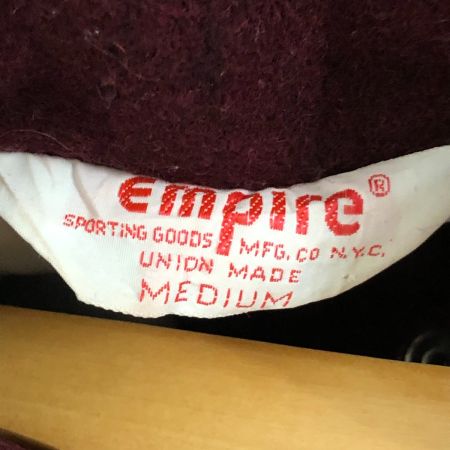 Empire®
SPORTING GOODS MFG. CO N.Y.C.
UNION MADE
MEDIUM